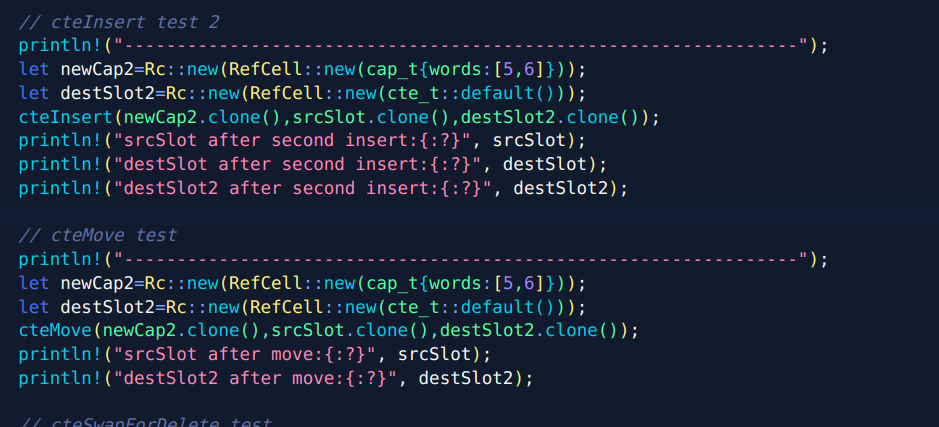 // cteInsert test 2
println!("----------------------------------------------------------------");
let newCap2=Rc::new(RefCell::new(cap_t{words:[5,6]}));
let destSlot2=Rc::new(RefCell::new(cte_t::default()));
cteInsert(newCap2.clone(),srcSlot.clone(),destSlot2.clone());
println!("srcSlot after second insert:{:?}", srcSlot);
println!("destSlot after second insert:{:?}", destSlot);
println!("destSlot2 after second insert:{:?}", destSlot2);
// cteMove test
println!("----------------------------------------------------------------");
let newCap2=Rc::new(RefCell::new(cap_t{words:[5,6]}));
let destSlot2=Rc::new(RefCell::new(cte_t::default()));
cteMove(newCap2.clone(),srcSlot.clone(),destSlot2.clone());
println!("srcSlot after move:{:?}", srcSlot);
println!("destSlot2 after move:{:?}", destSlot2);
// cteSwapForDelete test